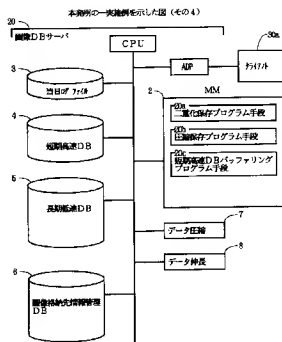 本発明の一実施例を示した図（その４）
20
画像DBサーバ
CPU
30a
ADP
クライアント
3
当日分ファイル
2
MM
20a
二重化保存プログラム手段
20b
圧縮保存プログラム手段
20c
短期高速DBバッファリング
プログラム手段
4
短期高速DB
5
長期低速DB
7
データ圧縮
8
データ伸長
6
画像格納先情報管理
DB